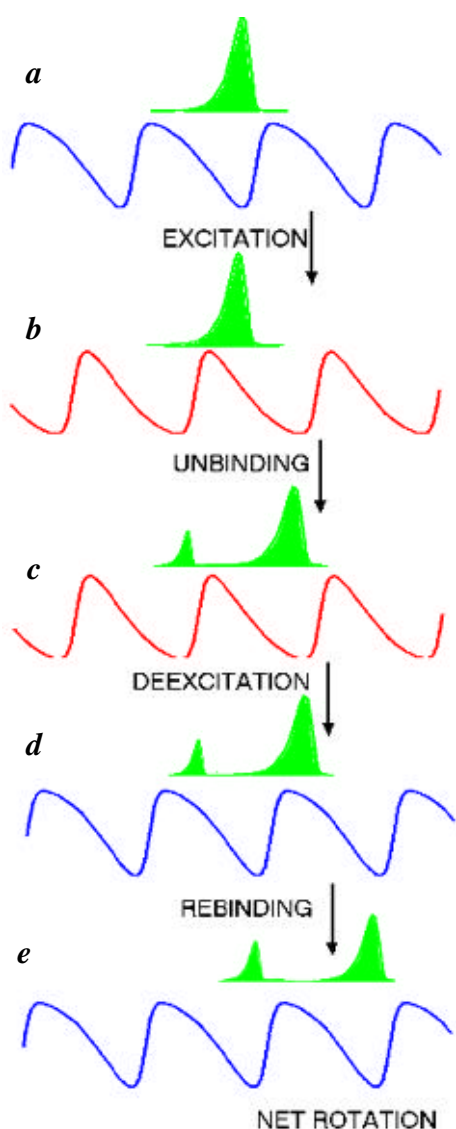 a
EXCITATION
b
UNBINDING
c
DEEXCITATION
d
REBINDING
e
NET ROTATION